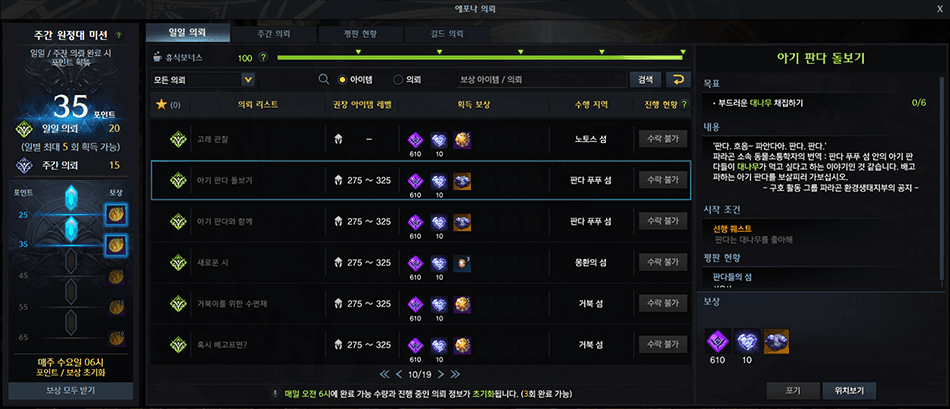 에포나 의뢰
X
주간 원정대 미션 ?
일일 / 주간 의뢰 완료 시
포인트 획득
35 포인트
일일 의뢰 20
(일별 최대 5 회 획득 가능)
주간 의뢰 15
포인트 보상
25
35
45
55
65
매주 수요일 06시
포인트 / 보상 초기화
보상 모두 받기
일일 의뢰 주간 의뢰 평판 현황 길드 의뢰
휴식보너스 100 ?
모든 의뢰 아이템 의뢰 보상 아이템 / 의뢰 검색
(0) 의뢰 리스트 권장 아이템 레벨 획득 보상 수행 지역 진행 현황 ?
고래 관찰 – 610 10 노토스 섬 수락 불가
아기 판다 돌보기 275 ~ 325 610 10 판다 푸푸 섬 수락 불가
아기 판다와 함께 275 ~ 325 610 10 판다 푸푸 섬 수락 불가
새로운 시 275 ~ 325 610 10 3 몽환의 섬 수락 불가
거북이를 위한 수면제 275 ~ 325 610 10 거북 섬 수락 불가
혹시 배고프면? 275 ~ 325 610 10 거북 섬 수락 불가
10/19
매일 오전 6시에 완료 가능 수량과 진행 중인 의뢰 정보가 초기화됩니다. (3회 완료 가능)
아기 판다 돌보기
목표
• 부드러운 대나무 채집하기 0/6
내용
'판다. 흐음~ 파안다아. 판다. 판다.'
파라곤 소속 동물소통학자의 번역 : 판다 푸푸 섬 안의 아기 판
다들이 대나무가 먹고 싶다고 하는 이야기인 것 같습니다. 배고
파하는 아기 판다를 보살피러 가보십시오.
- 구호 활동 그룹 파라곤 환경생태지부의 공지 -
시작 조건
선행 퀘스트
판다는 대나무를 좋아해
평판 현황
판다들의 섬
보상
610 10
포기 위치보기